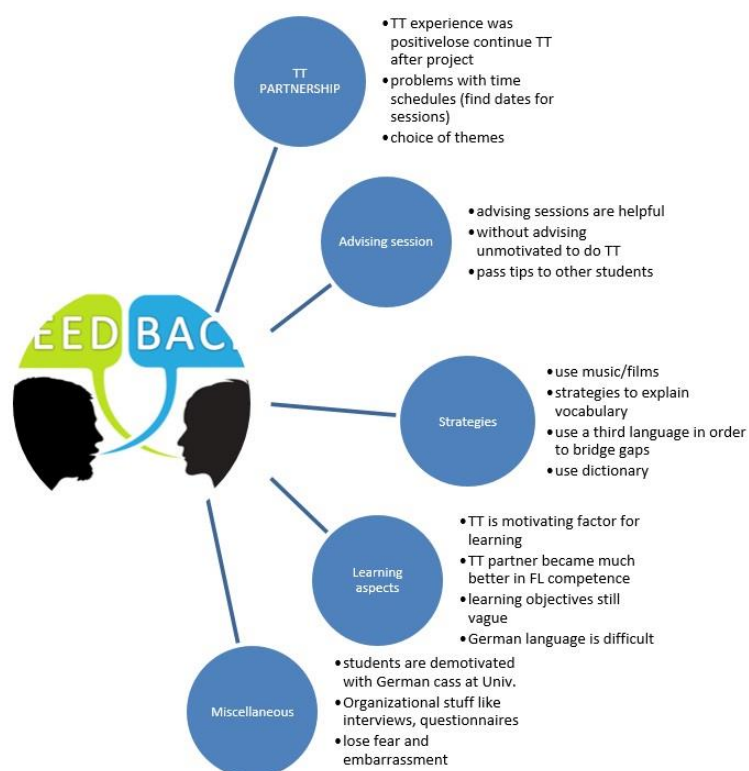 TT
PARTNERSHIP
•TT experience was
positivelose continue TT
after project
•problems with time
schedules (find dates for
sessions)
•choice of themes
Advising session
•advising sessions are helpful
•without advising
unmotivated to do TT
•pass tips to other students
EED BAC
Strategies
•use music/films
•strategies to explain
vocabulary
•use a third language in order
to bridge gaps
•use dictionary
Learning
aspects
•TT is motivating factor for
learning
•TT partner became much
better in FL competence
•learning objectives still
vague
•German language is difficult
Miscellaneous
•students are demotivated
with German cass at Univ.
•Organizational stuff like
interviews, questionnaires
•lose fear and
embarrassment